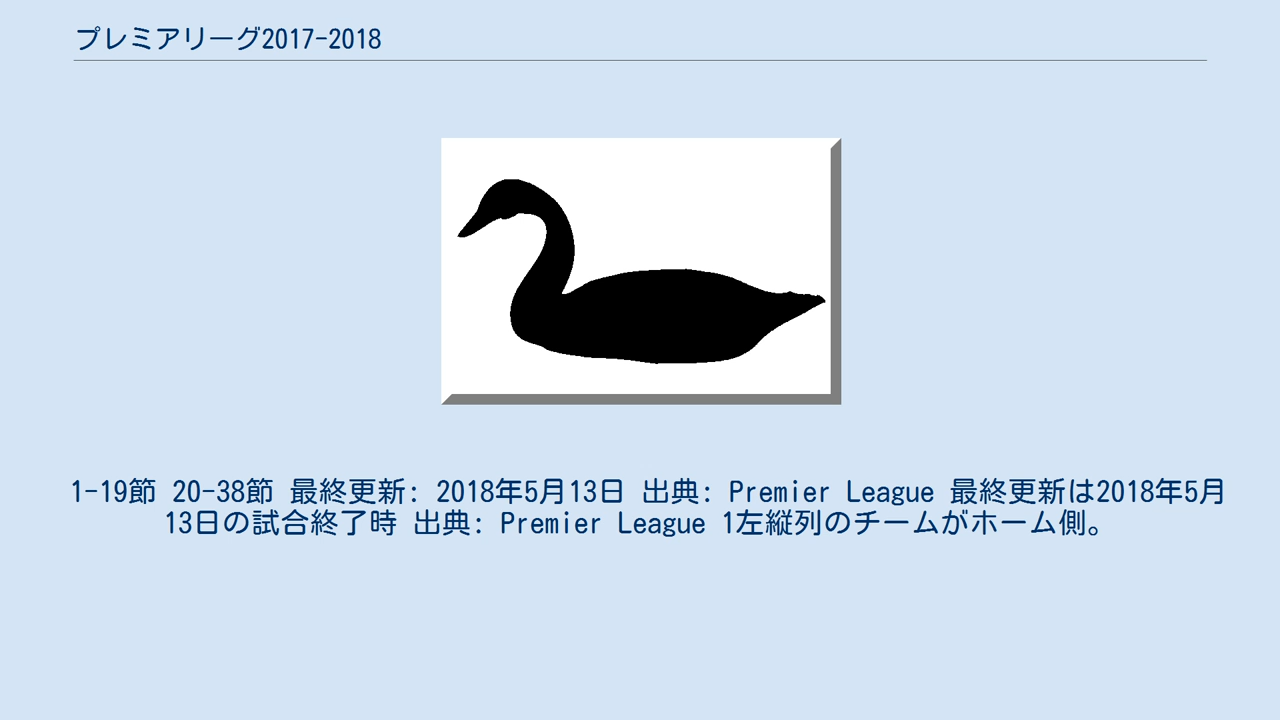 プレミアリーグ2017-2018
1-19節 20-38節 最終更新: 2018年5月13日 出典: Premier League 最終更新は2018年5月
13日の試合終了時 出典: Premier League 1左縦列のチームがホーム側。